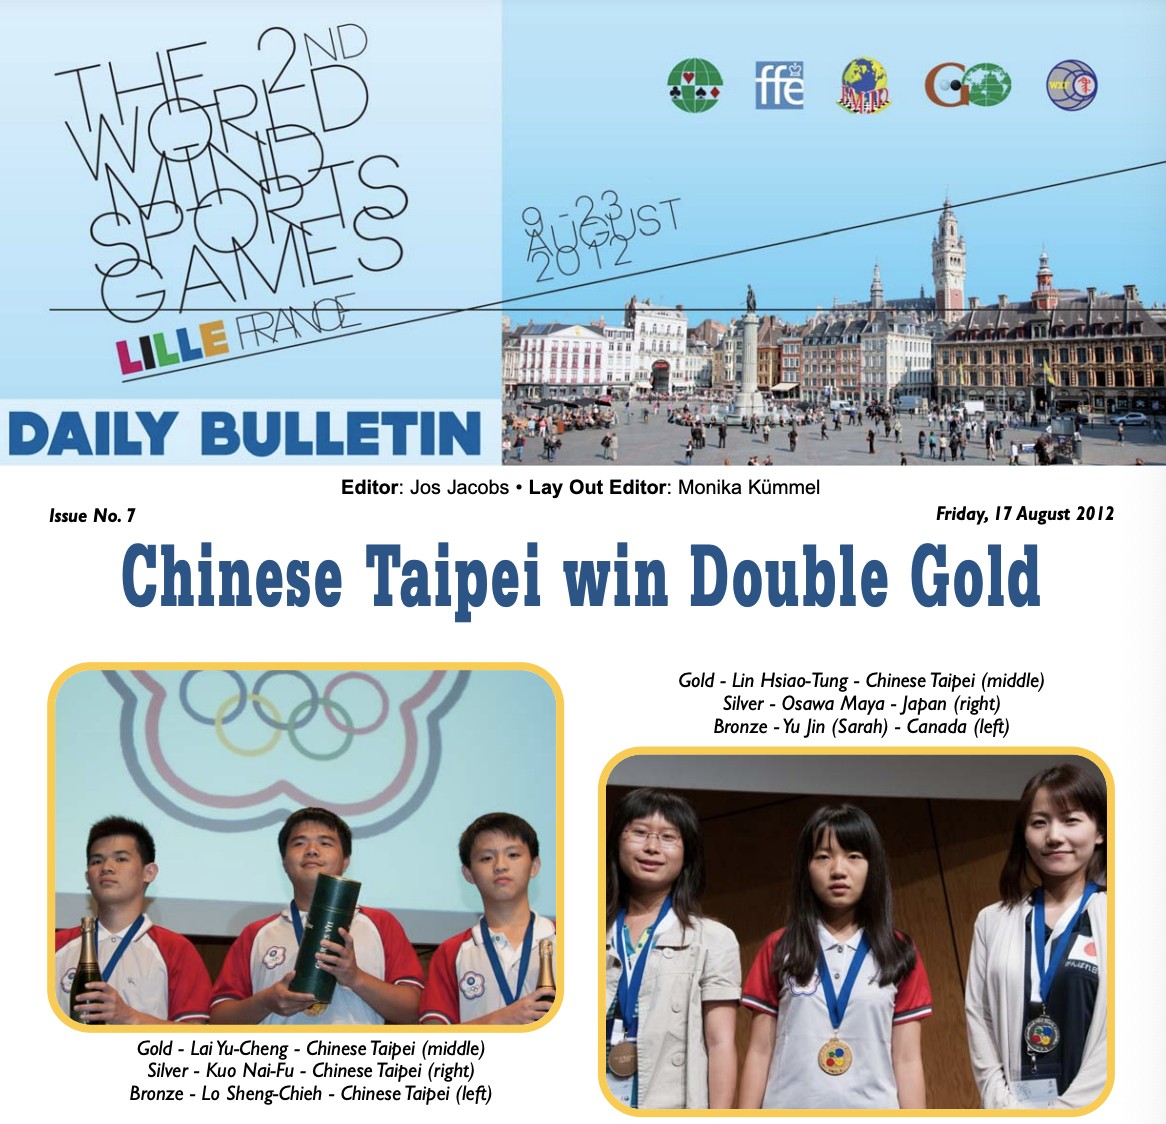 THE 2ND
WORLD
MIND
SPORTS
GAMES
LILLE FRANCE
9-23
AUGUST
2012
ffe
FMJD
GO
WXF
DAILY BULLETIN
Editor: Jos Jacobs • Lay Out Editor: Monika Kümmel
Issue No. 7
Friday, 17 August 2012
Chinese Taipei win Double Gold
Gold - Lin Hsiao-Tung - Chinese Taipei (middle)
Silver - Osawa Maya - Japan (right)
Bronze - Yu Jin (Sarah) - Canada (left)
Gold - Lai Yu-Cheng - Chinese Taipei (middle)
Silver - Kuo Nai-Fu - Chinese Taipei (right)
Bronze - Lo Sheng-Chieh - Chinese Taipei (left)